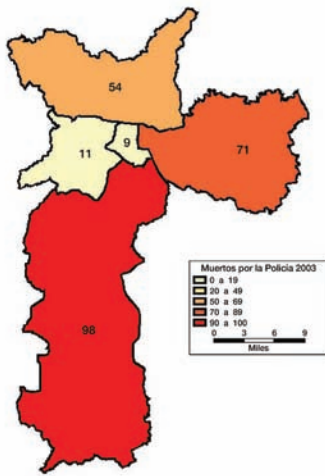 54
11
9
71
98
Muertos por la Policia 2003
0 a 19
20 a 49
50 a 69
70 a 89
90 a 100
0 3 6 9
Miles